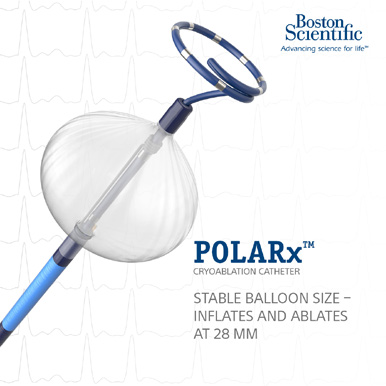 Boston
Scientific
Advancing science for life™
POLARx™
CRYOABLATION CATHETER
STABLE BALLOON SIZE –
INFLATES AND ABLATES
AT 28 MM